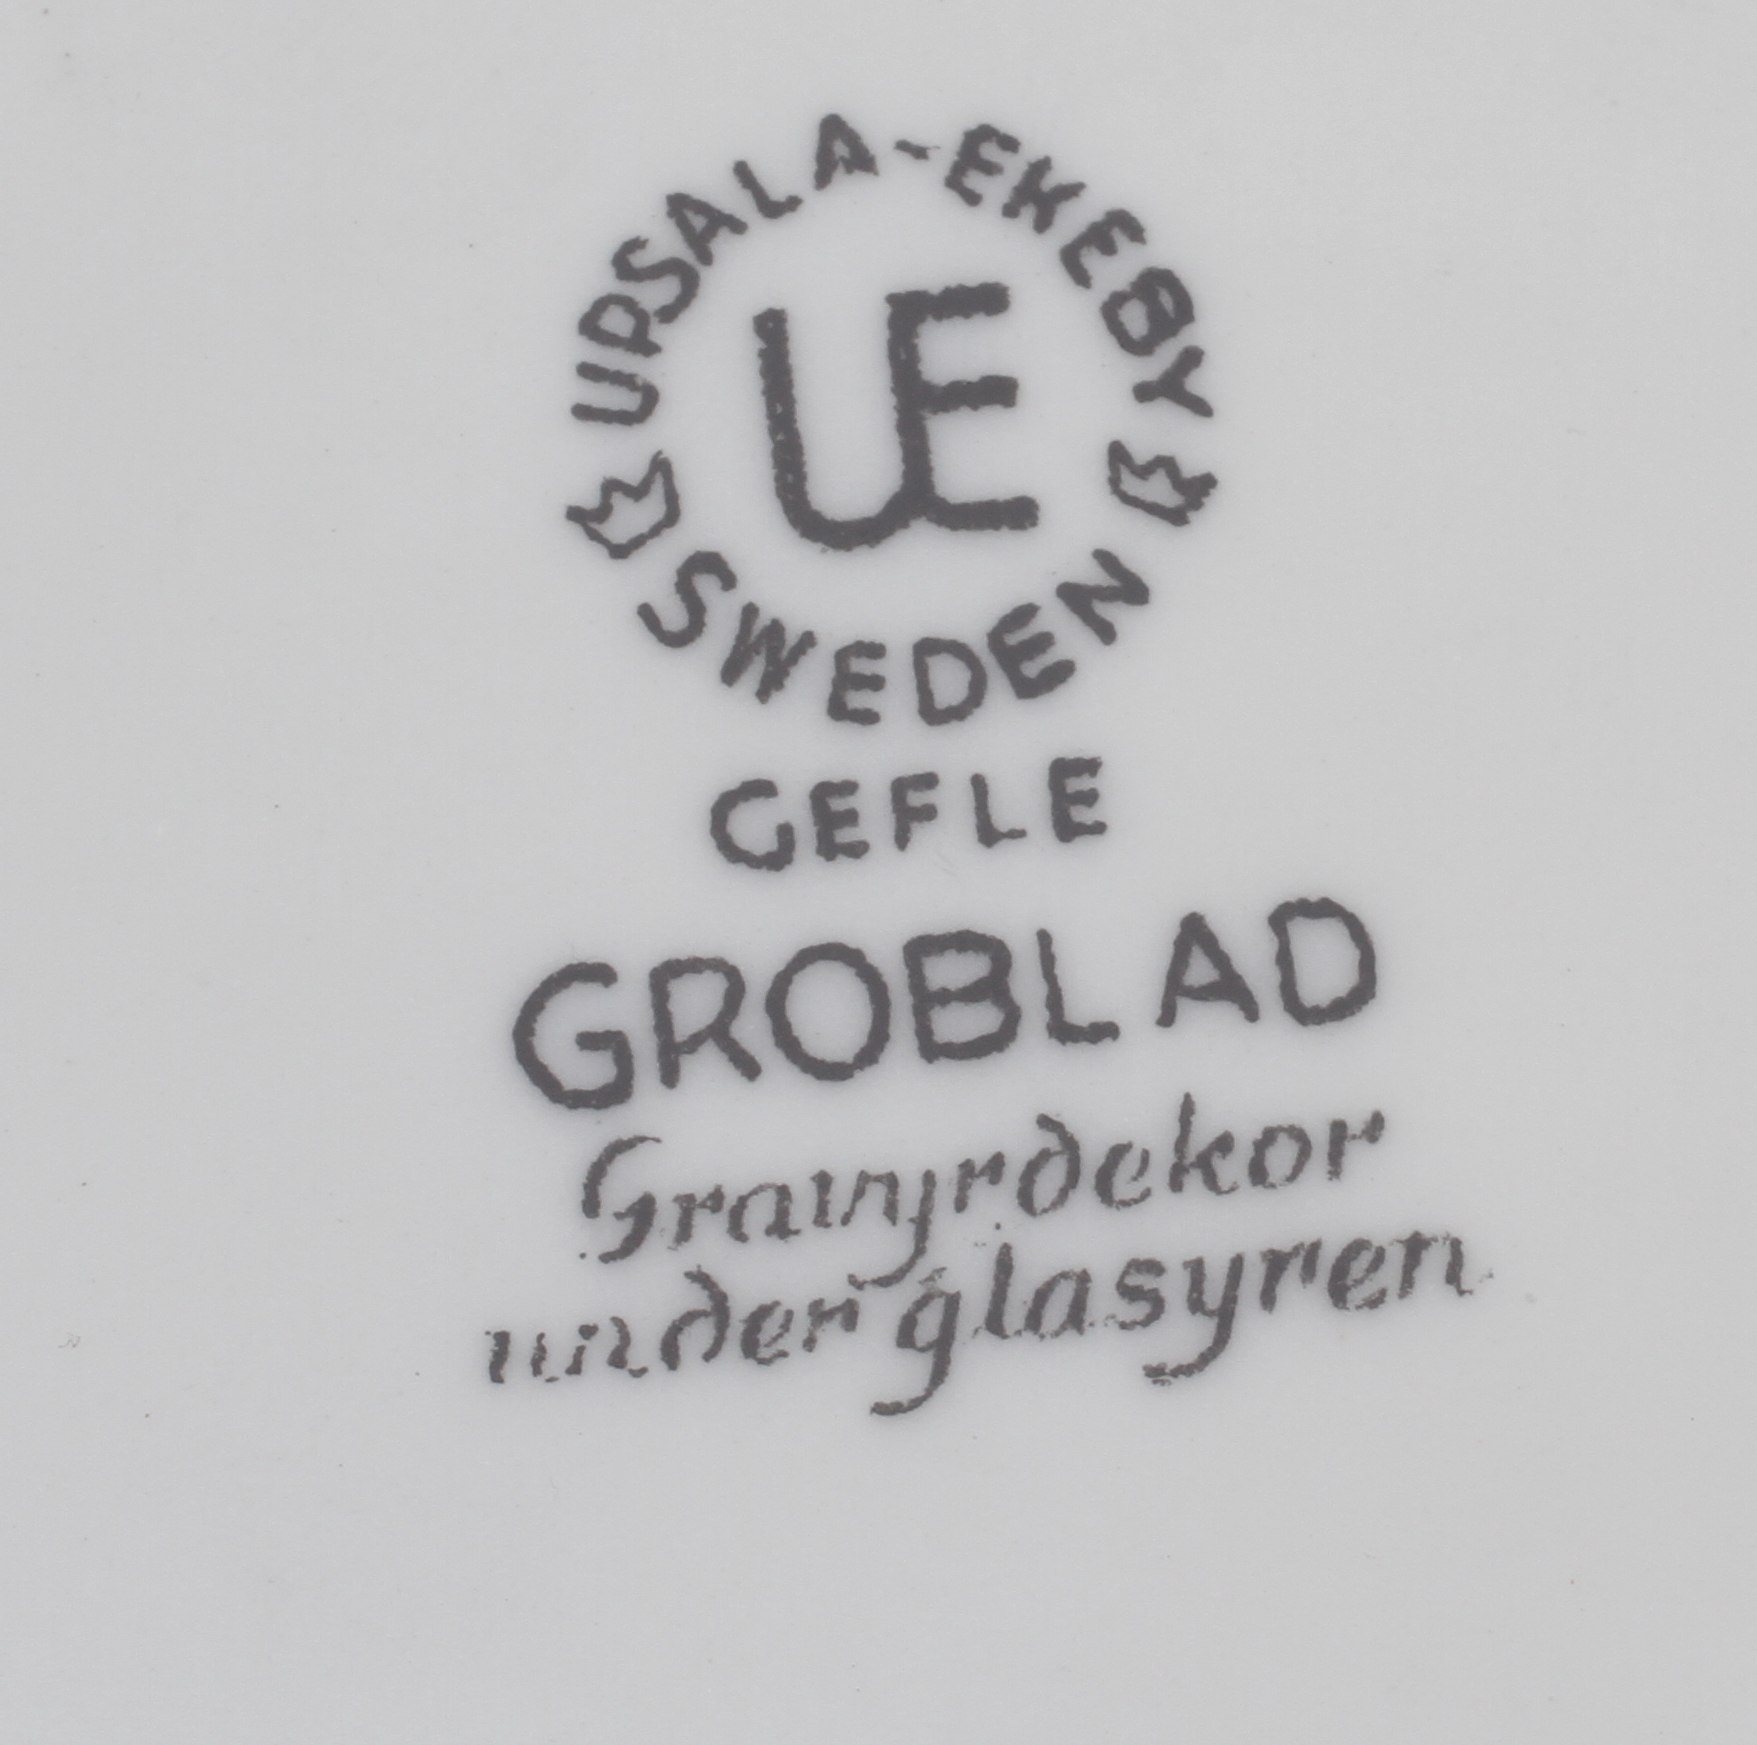 UPSALA-EKEBY
UE
SWEDEN
GEFLE
GROBLAD
Gravyrdekor
under glasyren